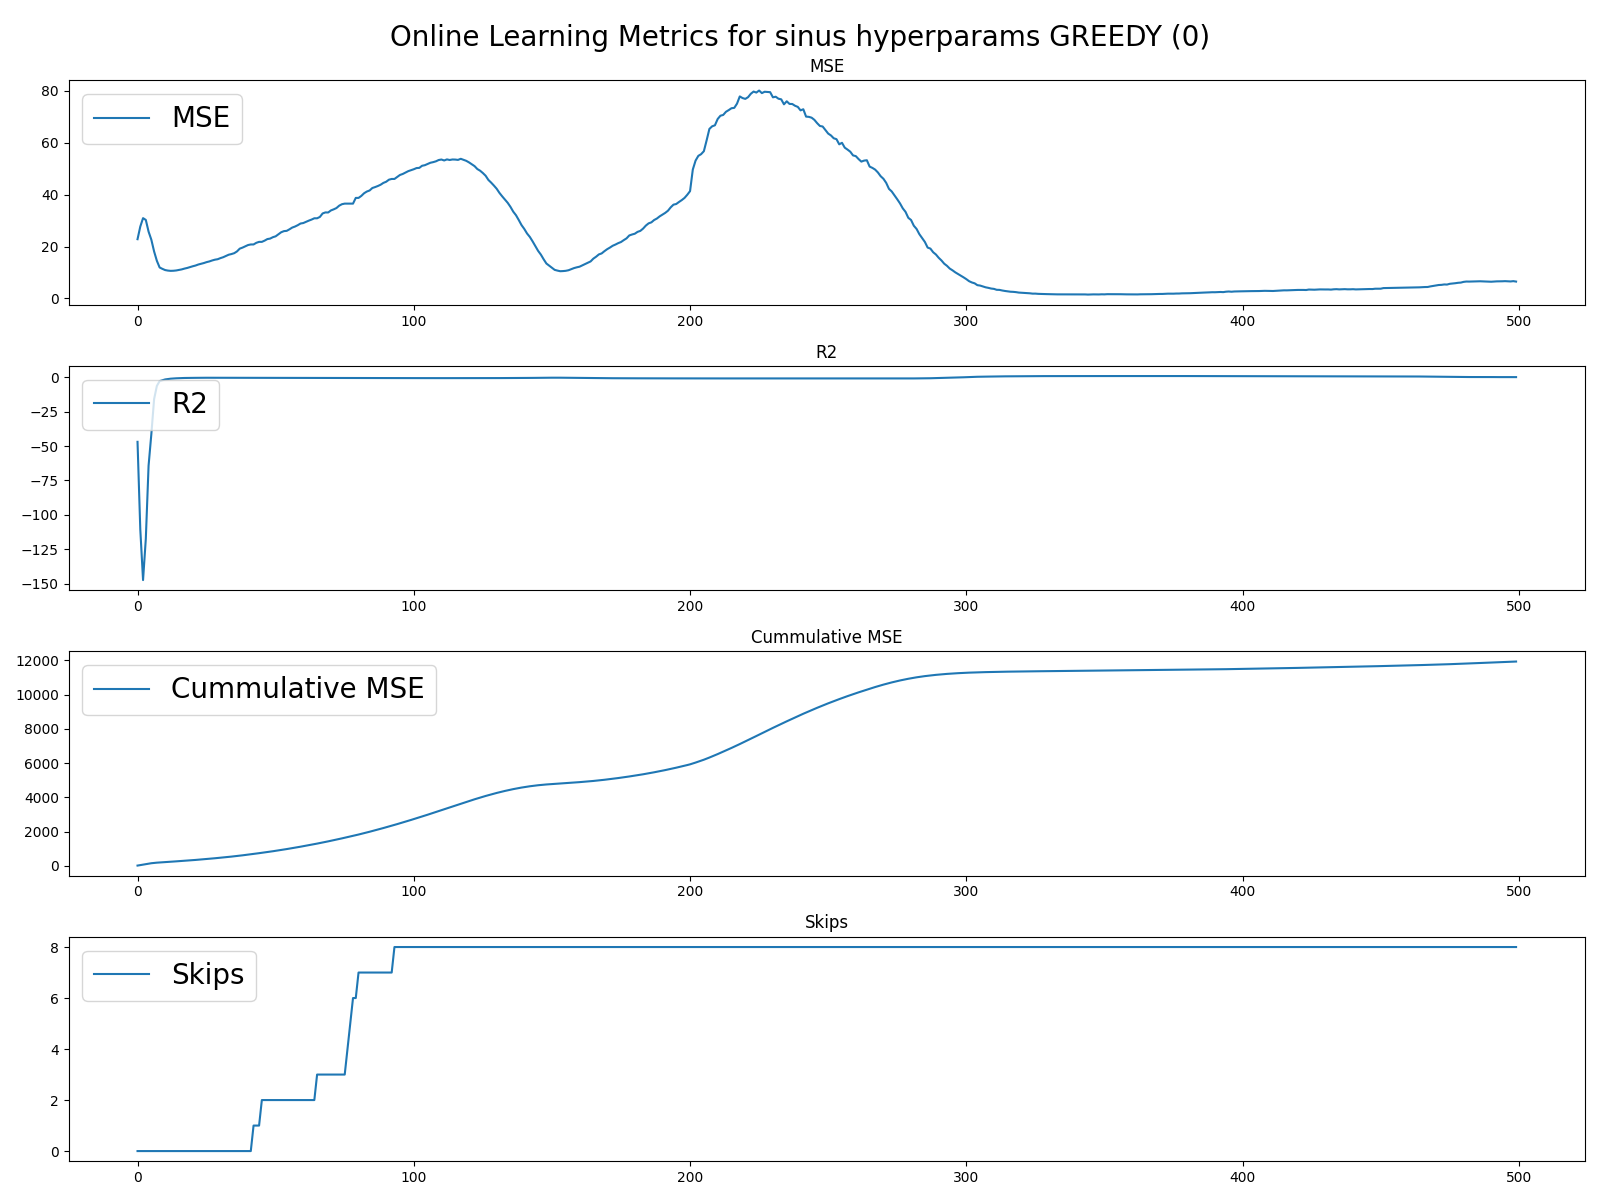 Online Learning Metrics for sinus hyperparams GREEDY (0)
MSE
MSE
80
60
40
20
0
0 100 200 300 400 500
R2
R2
0
−25
−50
−75
−100
−125
−150
0 100 200 300 400 500
Cummulative MSE
Cummulative MSE
12000
10000
8000
6000
4000
2000
0
0 100 200 300 400 500
Skips
Skips
8
6
4
2
0
0 100 200 300 400 500